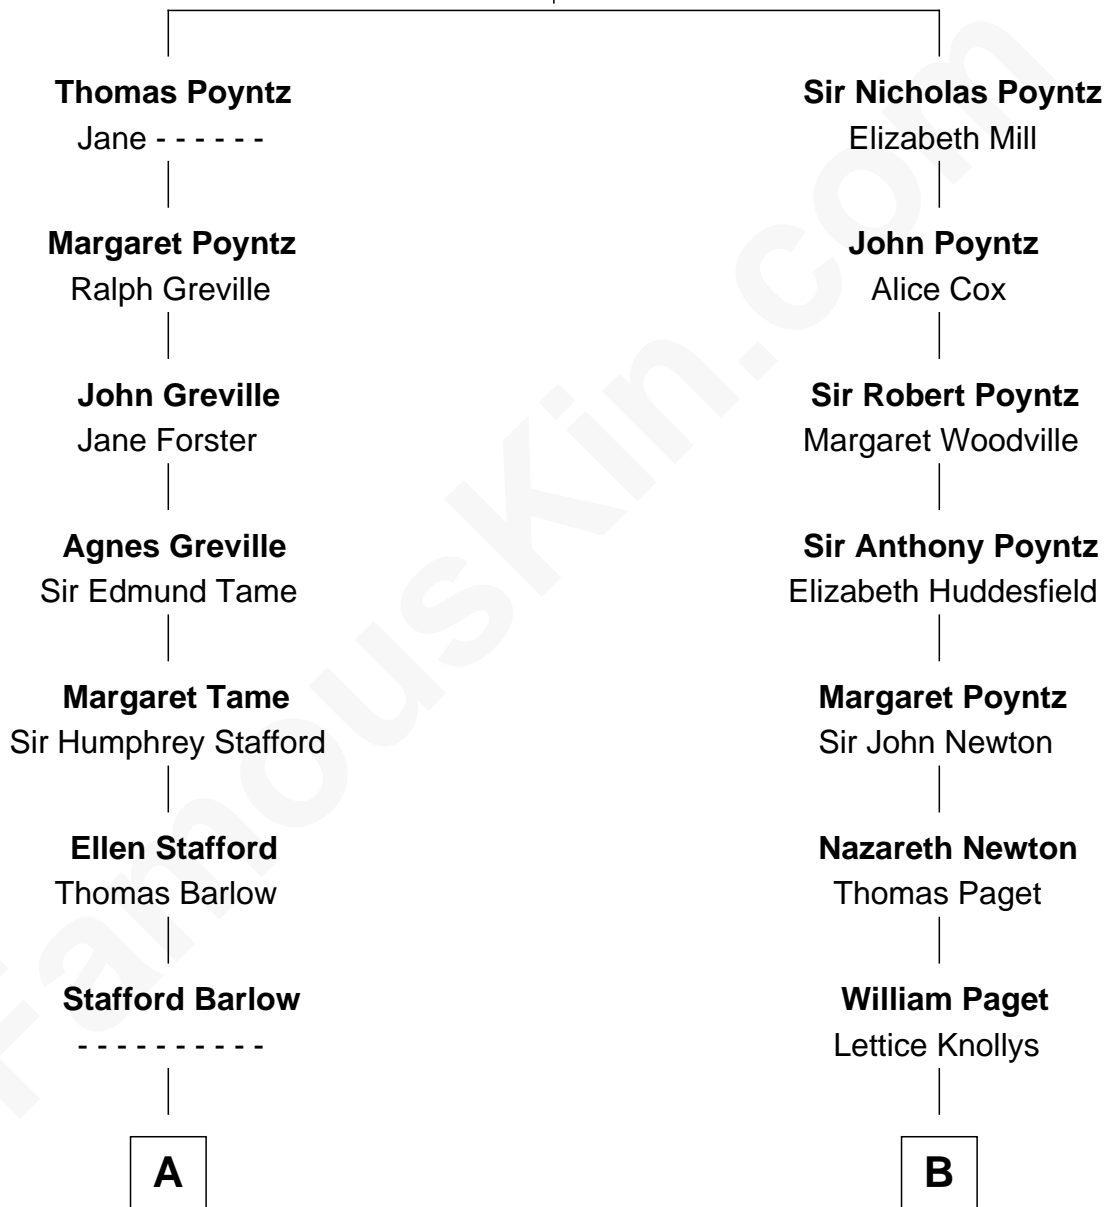 Thomas Poyntz
Jane - - - - - -
Margaret Poyntz
Ralph Greville
John Greville
Jane Forster
Agnes Greville
Sir Edmund Tame
Margaret Tame
Sir Humphrey Stafford
Ellen Stafford
Thomas Barlow
Stafford Barlow
- - - - - - - - - -
A
Sir Nicholas Poyntz
Elizabeth Mill
John Poyntz
Alice Cox
Sir Robert Poyntz
Margaret Woodville
Sir Anthony Poyntz
Elizabeth Huddesfield
Margaret Poyntz
Sir John Newton
Nazareth Newton
Thomas Paget
William Paget
Lettice Knollys
B
FamousKin.com